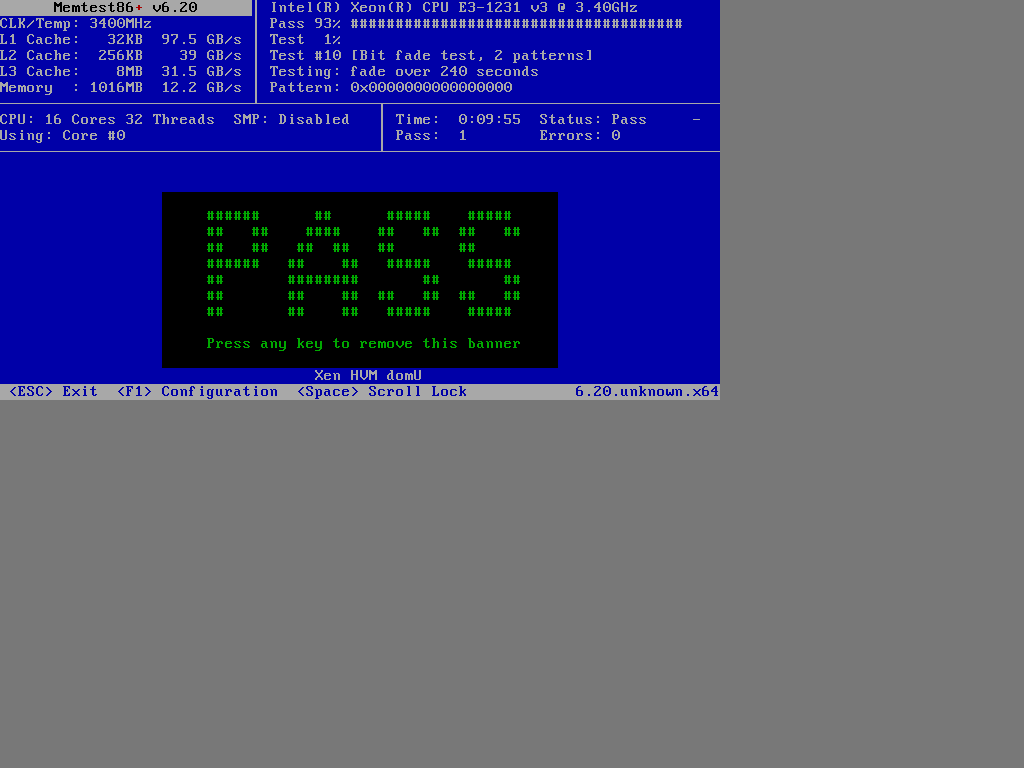 Memtest86+ v6.20
Intel(R) Xeon(R) CPU E3-1231 v3 @ 3.40GHz
CLK/Temp: 3400MHz
Pass 93% #####################################
L1 Cache: 32KB 97.5 GB/s
Test 1%
L2 Cache: 256KB 39 GB/s
Test #10 [Bit fade test, 2 patterns]
L3 Cache: 8MB 31.5 GB/s
Testing: fade over 240 seconds
Memory : 1016MB 12.2 GB/s
Pattern: 0x0000000000000000
CPU: 16 Cores 32 Threads SMP: Disabled
Time: 0:09:55 Status: Pass -
Using: Core #0
Pass: 1 Errors: 0
PASS
Press any key to remove this banner
Xen HVM domU
<ESC> Exit <F1> Configuration <Space> Scroll Lock 6.20.unknown.x64